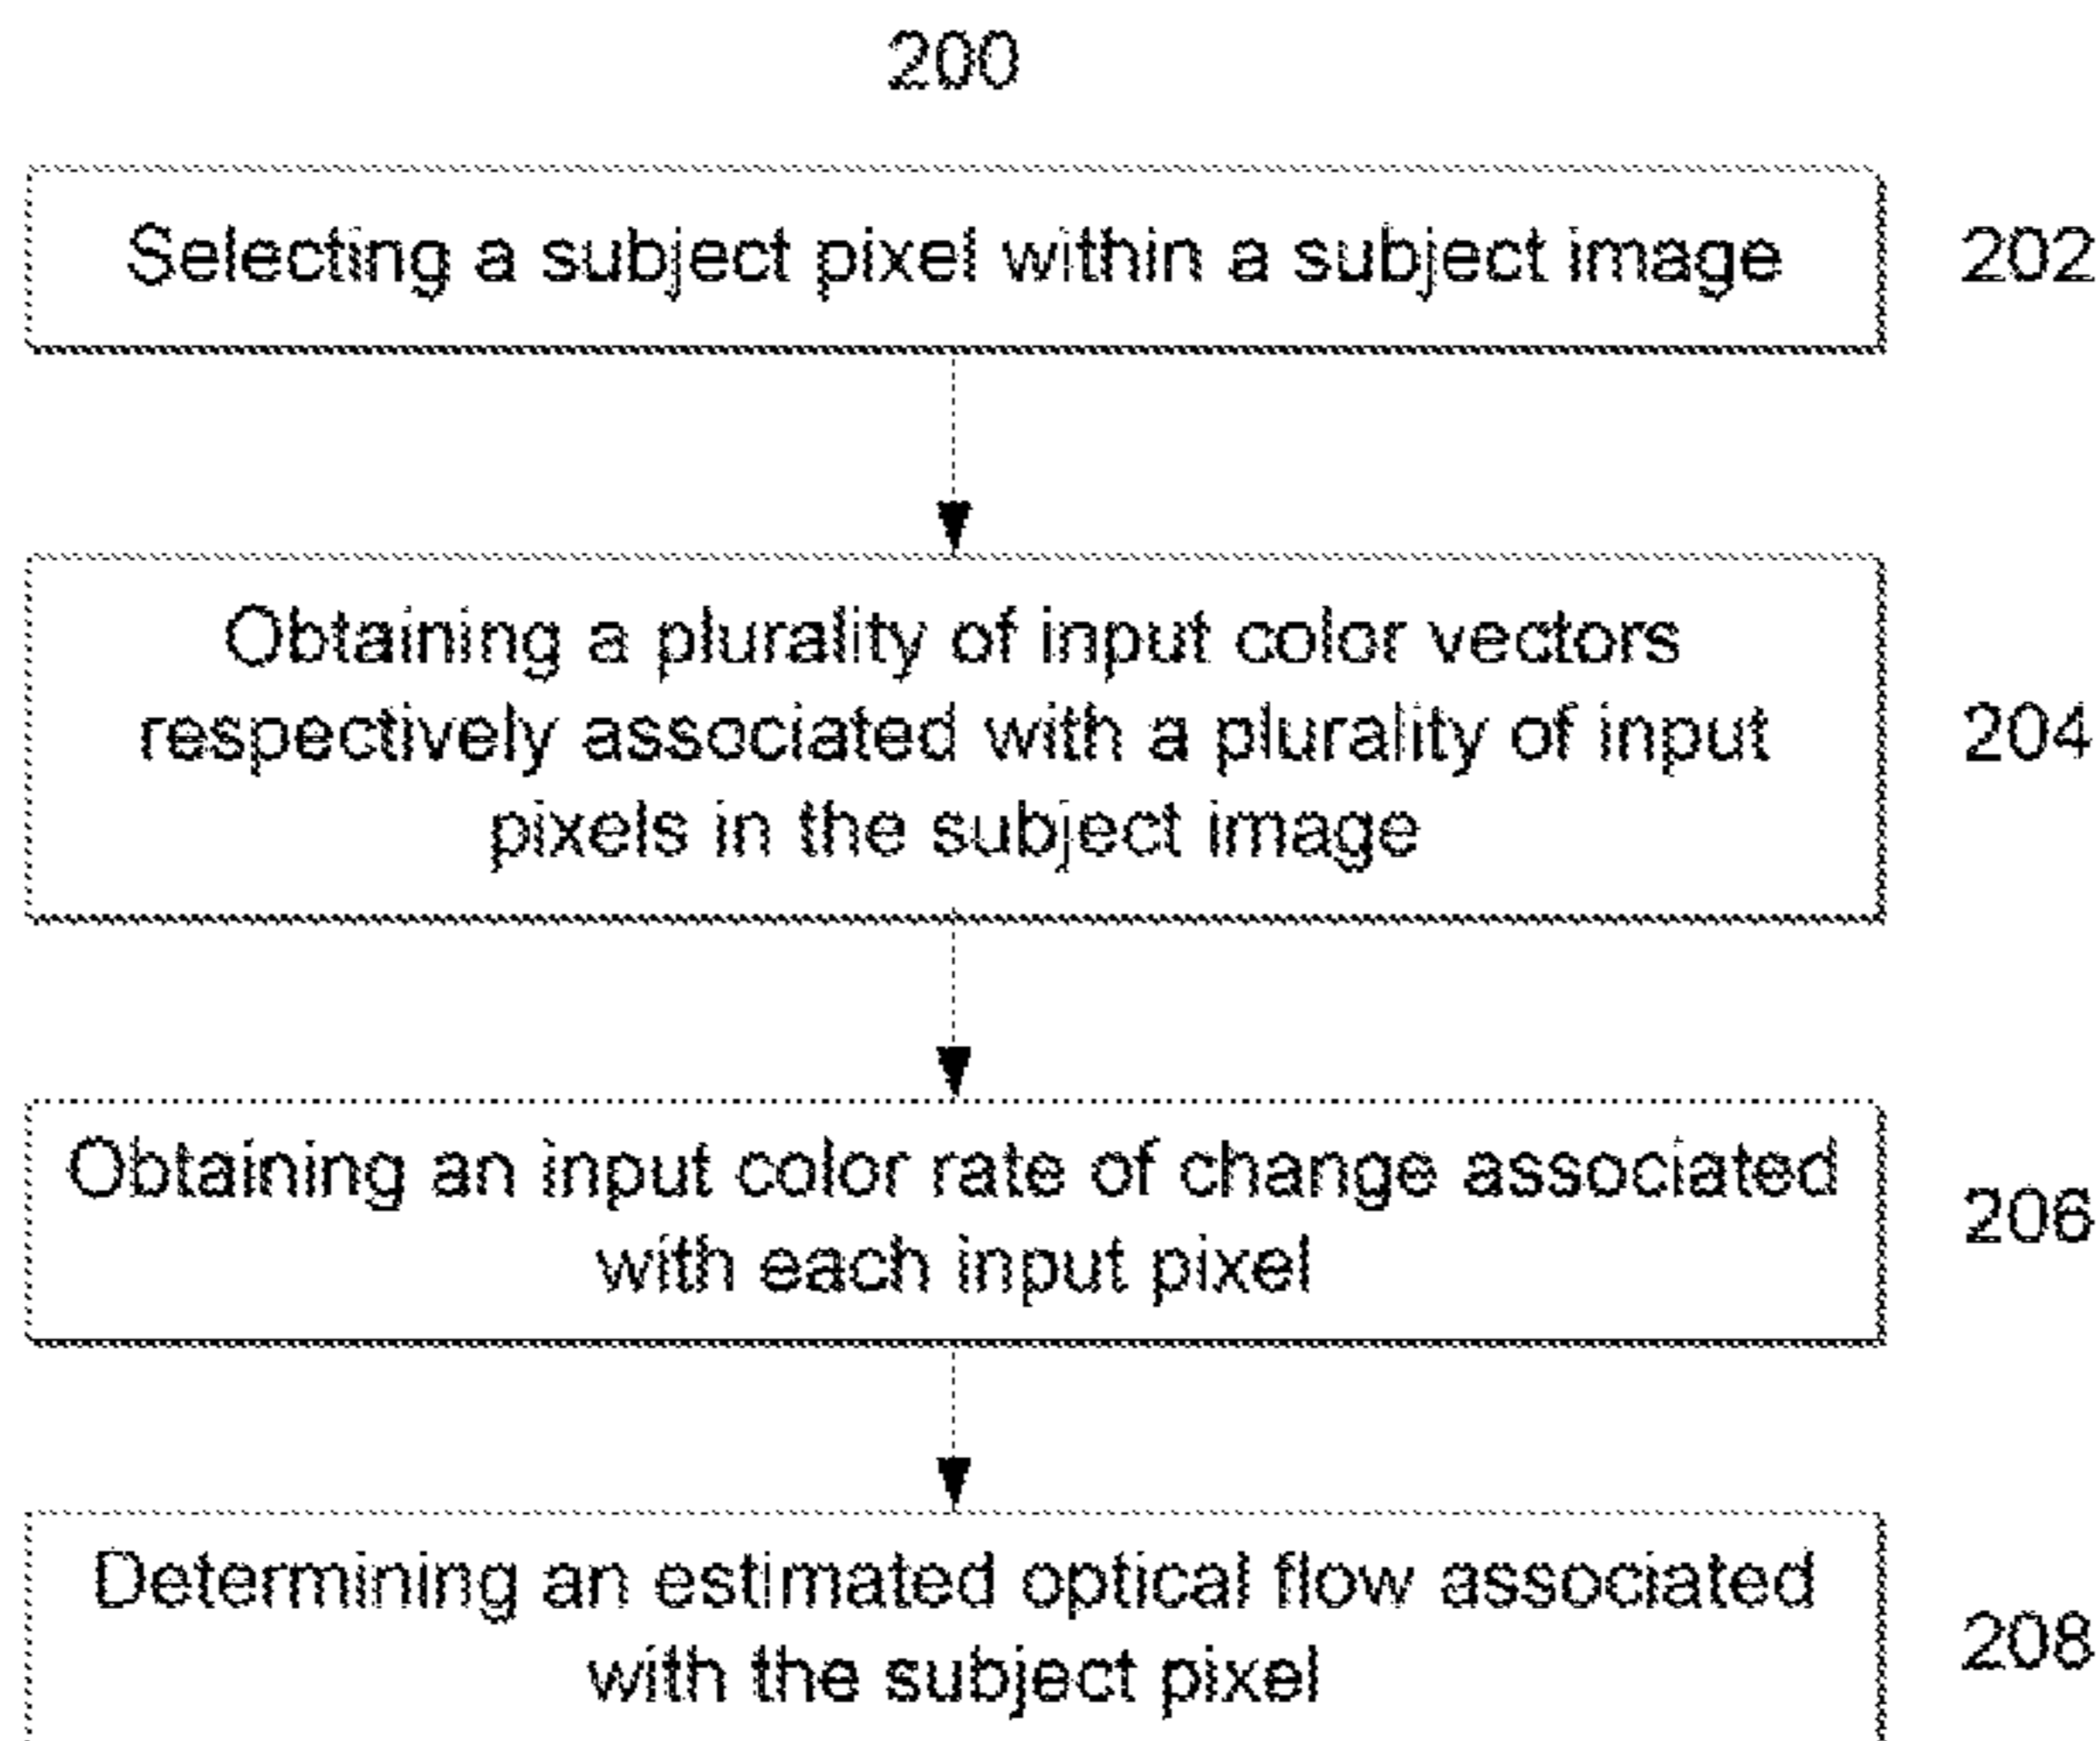 200
Selecting a subject pixel within a subject image
202
Obtaining a plurality of input color vectors
respectively associated with a plurality of input
pixels in the subject image
204
Obtaining an input color rate of change associated
with each input pixel
206
Determining an estimated optical flow associated
with the subject pixel
208